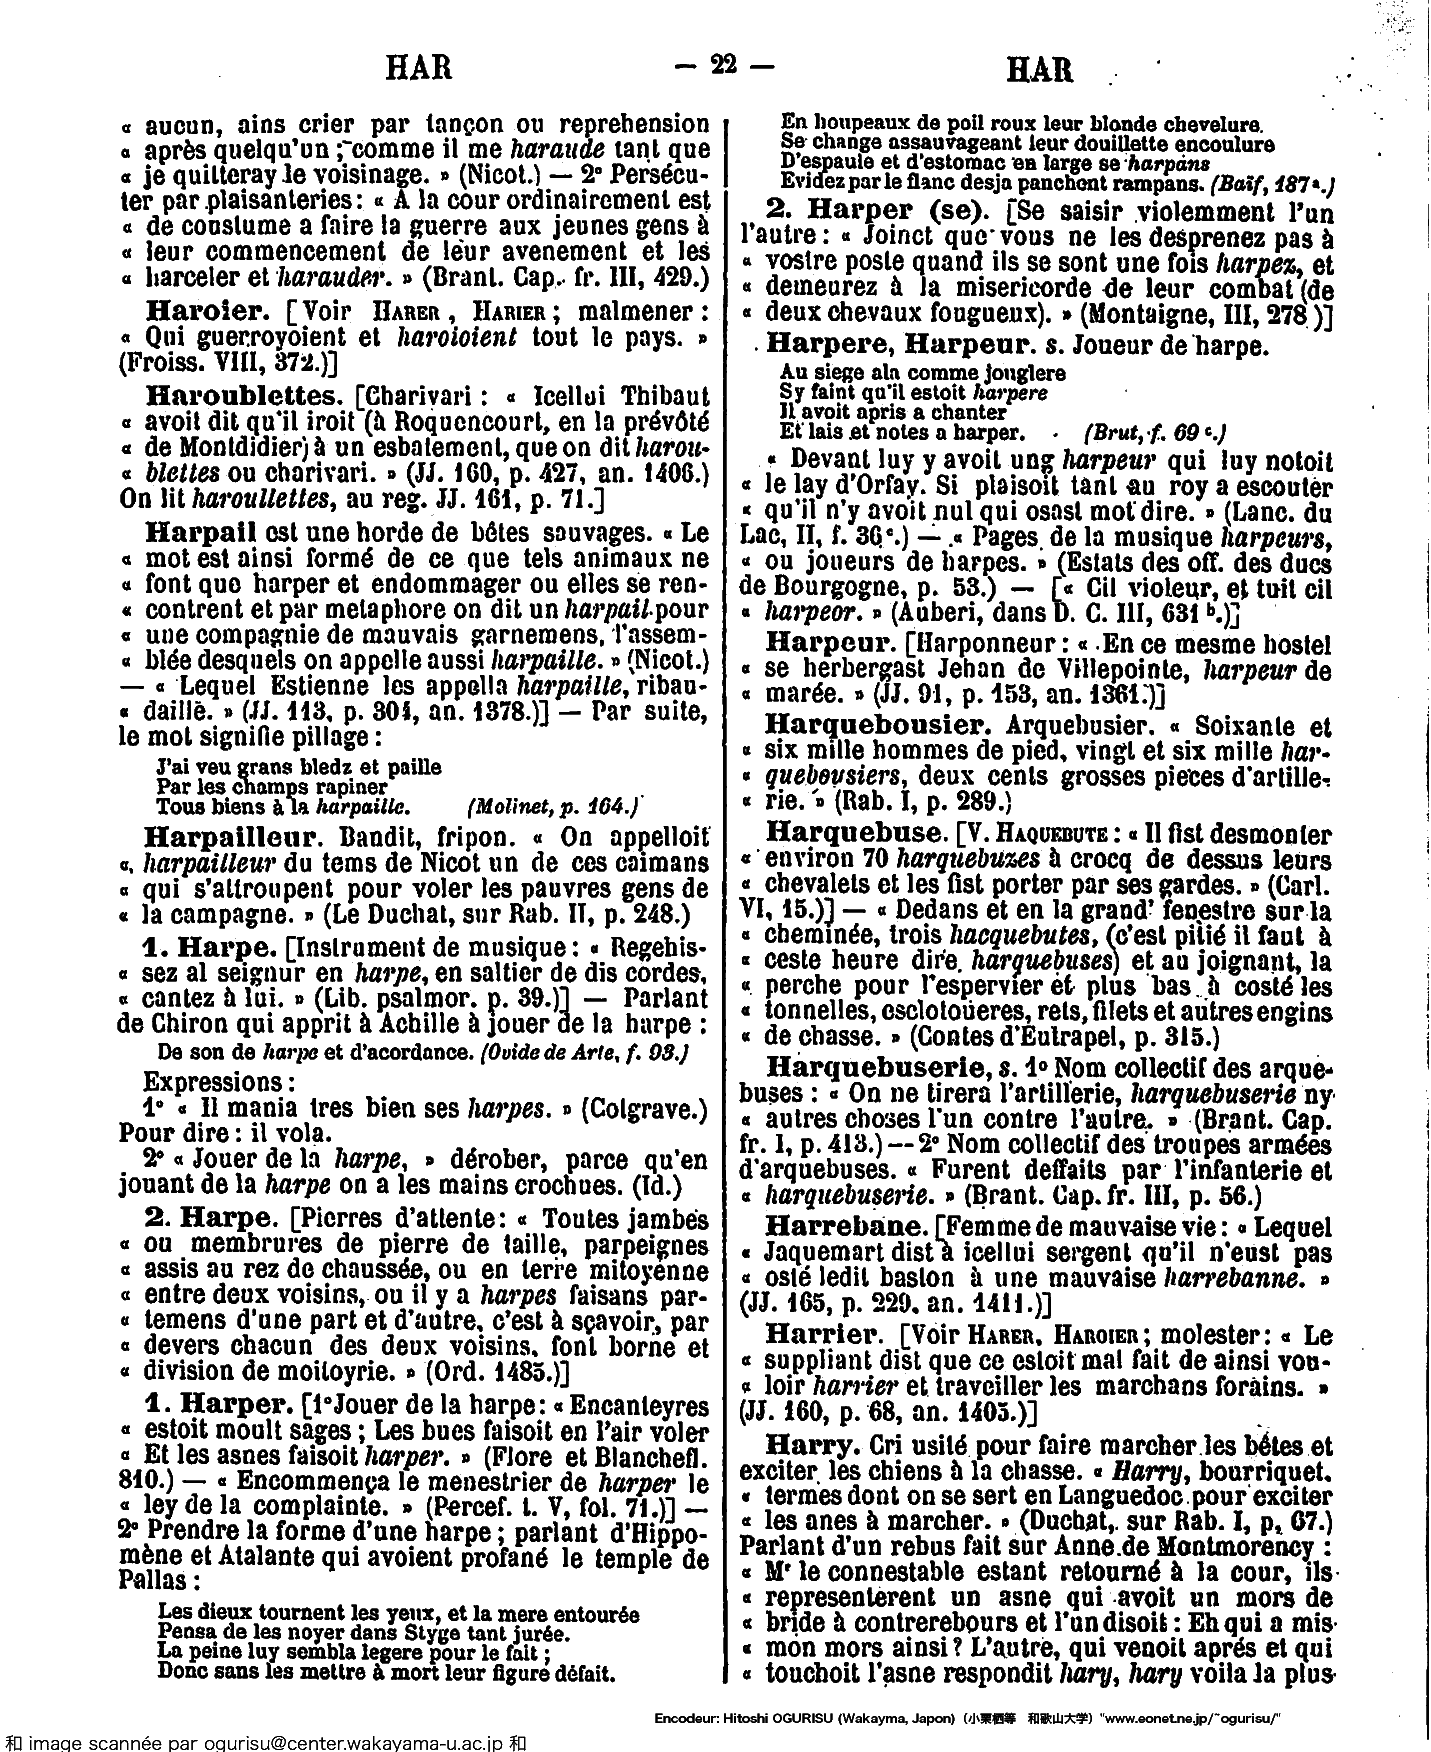 HAR — 22 — HAR
« aucun, ains crier par tançon ou reprehension
« après quelqu'un ; comme il me haraude tant que
« je quitteray le voisinage. » (Nicot.) — 2° Persécu-
ter par plaisanteries : « A la cour ordinairement est
« de coustume a faire la guerre aux jeunes gens à
« leur commencement de leur avenement et les
« harceler et harauder. » (Brant. Cap. fr. III, 429.)
Haroier. [Voir HARER, HARIER ; malmener :
« Qui guerroyoient et haroioient tout le pays. »
(Froiss. VIII, 372.)]
Haroublettes. [Charivari : « Icellui Thibaut
« avoit dit qu'il iroit (à Roquencourt, en la prévôté
« de Montdidier) à un esbatement, que on dit harou-
« blettes ou charivari. » (JJ. 160, p. 427, an. 1406.)
On lit haroullettes, au reg. JJ. 161, p. 71.]
Harpail est une horde de bêtes sauvages. « Le
« mot est ainsi formé de ce que tels animaux ne
« font que harper et endommager ou elles se ren-
« contrent et par metaphore on dit un harpail pour
« une compagnie de mauvais garnemens, l'assem-
« blée desquels on appelle aussi harpaille. » (Nicot.)
— « Lequel Estienne les appella harpaille, ribau-
« daille. » (JJ. 113, p. 301, an. 1378.)] — Par suite,
le mot signifie pillage :
J'ai veu grans bledz et paille
Par les champs rapiner
Tous biens à la harpaille. (Molinet, p. 164.)
Harpailleur. Bandit, fripon. « On appelloit
« harpailleur du tems de Nicot un de ces caimans
« qui s'attroupent pour voler les pauvres gens de
« la campagne. » (Le Duchat, sur Rab. II, p. 248.)
1. Harpe. [Instrument de musique : « Regehis-
« sez al seignur en harpe, en saltier de dis cordes,
« cantez à lui. » (Lib. psalmor. p. 39.)] — Parlant
de Chiron qui apprit à Achille à jouer de la harpe :
De son de harpe et d'acordance. (Ovide de Arte, f. 93.)
Expressions :
1° « Il mania tres bien ses harpes. » (Cotgrave.)
Pour dire : il vola.
2° « Jouer de la harpe, » dérober, parce qu'en
jouant de la harpe on a les mains crochues. (Id.)
2. Harpe. [Pierres d'attente : « Toutes jambes
« ou membrures de pierre de taille, parpeignes
« assis au rez de chaussée, ou en terre mitoyenne
« entre deux voisins, ou il y a harpes faisans par-
« temens d'une part et d'autre, c'est à sçavoir, par
« devers chacun des deux voisins, font borne et
« division de moitoyrie. » (Ord. 1485.)]
1. Harper. [1° Jouer de la harpe : « Encanteyres
« estoit moult sages ; Les bues faisoit en l'air voler
« Et les asnes faisoit harper. » (Flore et Blanchefl.
810.) — « Encommença le menestrier de harper le
« ley de la complainte. » (Percef. t. V, fol. 71.)] —
2° Prendre la forme d'une harpe ; parlant d'Hippo-
mène et Atalante qui avoient profané le temple de
Pallas :
Les dieux tournent les yeux, et la mere entourée
Pensa de les noyer dans Styge tant jurée.
La peine luy sembla legere pour le fait ;
Donc sans les mettre à mort leur figure défait.
En houpeaux de poil roux leur blonde chevelure.
Se change assauvageant leur douillette encoulure
D'espaule et d'estomac en large se harpans
Evidez par le flanc desja panchent rampans. (Baïf, 187ª.)
2. Harper (se). [Se saisir violemment l'un
l'autre : « Joinct que vous ne les desprenez pas à
« vostre poste quand ils se sont une fois harpez, et
« demeurez à la misericorde de leur combat (de
« deux chevaux fougueux). » (Montaigne, III, 278.)]
Harpere, Harpeur. s. Joueur de harpe.
Au siege ala comme jonglere
Sy faint qu'il estoit harpere
Il avoit apris a chanter
Et lais et notes a harper. (Brut, f. 69 c.)
« Devant luy y avoit ung harpeur qui luy notoit
« le lay d'Orfay. Si plaisoit tant au roy a escouter
« qu'il n'y avoit nul qui osast mot dire. » (Lanc. du
Lac, II, f. 36 c.) — « Pages de la musique harpeurs,
« ou joueurs de harpes. » (Estats des off. des ducs
de Bourgogne, p. 53.) — [« Cil violeur, et tuit cil
« harpeor. » (Auberi, dans D. C. III, 631 b.)]
Harpeur. [Harponneur : « En ce mesme hostel
« se herbergast Jehan de Villepointe, harpeur de
« marée. » (JJ. 91, p. 153, an. 1361.)]
Harquebousier. Arquebusier. « Soixante et
« six mille hommes de pied, vingt et six mille har-
« quebousiers, deux cents grosses pieces d'artille-
« rie. » (Rab. I, p. 289.)
Harquebuse. [V. HAQUEBUTE : « Il fist desmonter
« environ 70 harquebuzes à crocq de dessus leurs
« chevalets et les fist porter par ses gardes. » (Carl.
VI, 15.)] — « Dedans et en la grand' fenestre sur la
« cheminée, trois hacquebutes, (c'est pitié il faut à
« ceste heure dire, harquebuses) et au joignant, la
« perche pour l'espervier et plus bas à costé les
« tonnelles, esclotoüeres, rets, filets et autres engins
« de chasse. » (Contes d'Eutrapel, p. 315.)
Harquebuserie, s. 1° Nom collectif des arque-
buses : « On ne tirera l'artillerie, harquebuserie ny
« autres choses l'un contre l'autre. » (Brant. Cap.
fr. I, p. 413.) — 2° Nom collectif des troupes armées
d'arquebuses. « Furent deffaits par l'infanterie et
« harquebuserie. » (Brant. Cap. fr. III, p. 56.)
Harrebane. [Femme de mauvaise vie : « Lequel
« Jaquemart dist à icellui sergent qu'il n'eust pas
« osté ledit baston à une mauvaise harrebanne. »
(JJ. 165, p. 229, an. 1411.)]
Harrier. [Voir HARER, HAROIER ; molester : « Le
« suppliant dist que ce estoit mal fait de ainsi vou-
« loir harrier et traveiller les marchans forains. »
(JJ. 160, p. 68, an. 1405.)]
Harry. Cri usité pour faire marcher les bêtes et
exciter les chiens à la chasse. « Harry, bourriquet,
« termes dont on se sert en Languedoc pour exciter
« les anes à marcher. » (Duchat, sur Rab. I, p. 67.)
Parlant d'un rebus fait sur Anne de Montmorency :
« Mr le connestable estant retourné à la cour, ils
« representerent un asne qui avoit un mors de
« bride à contrerebours et l'un disoit : Eh qui a mis
« mon mors ainsi ? L'autre, qui venoit aprés et qui
« touchoit l'asne respondit hary, hary voila la plus
Encodeur: Hitoshi OGURISU (Wakayma, Japon) (小栗栖等 和歌山大学) "www.eonet.ne.jp/~ogurisu/"
和 image scannée par ogurisu@center.wakayama-u.ac.jp 和